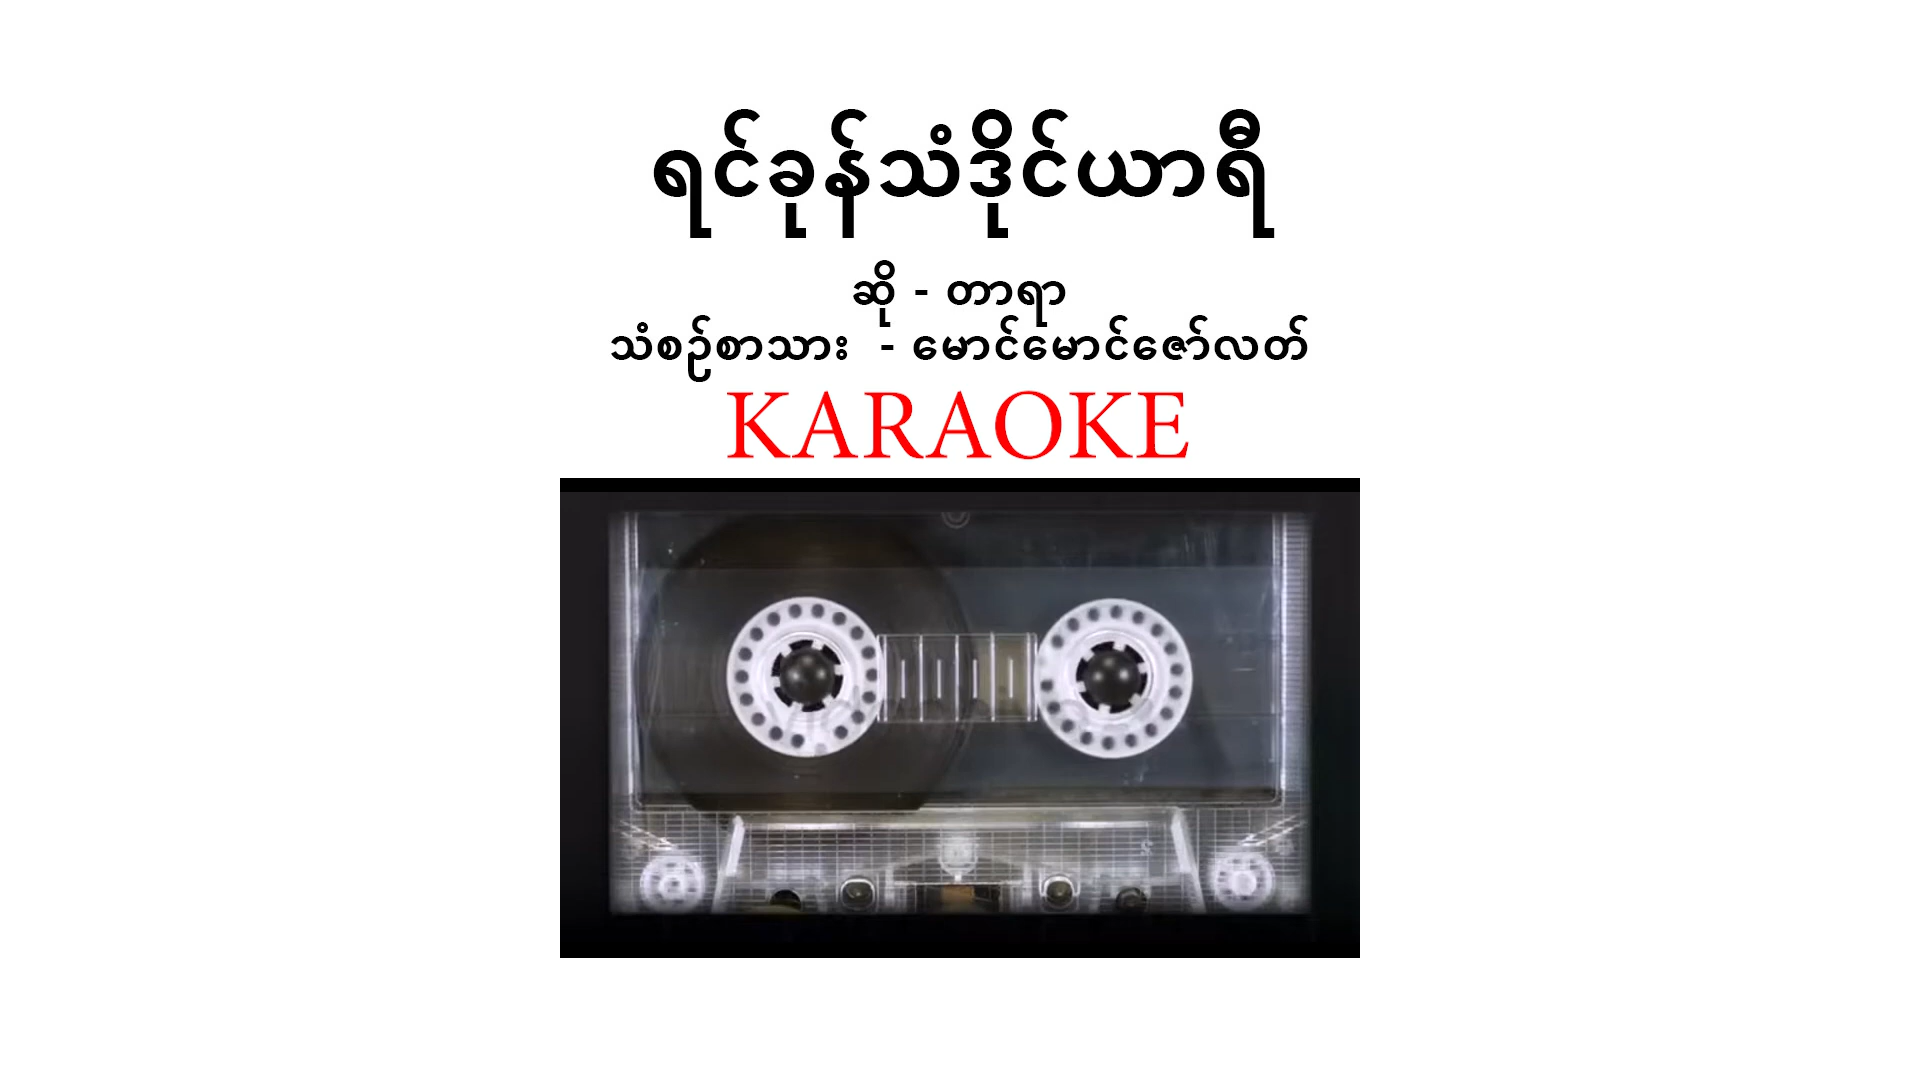 ရင်ခုန်သံဒိုင်ယာရီ
ဆို - တာရာ
သံစဉ်စာသား - မောင်မောင်ဇော်လတ်
KARAOKE